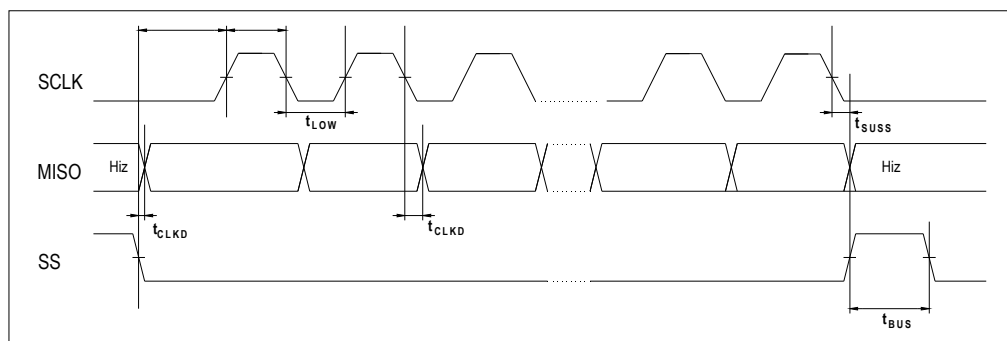 SCLK
tLOW
tSUSS
MISO
Hiz
Hiz
tCLKD
tCLKD
SS
tBUS